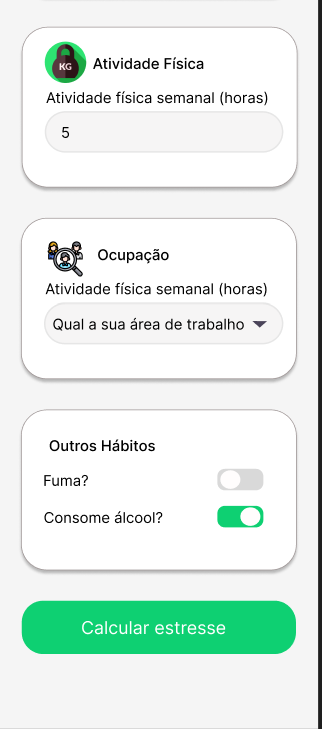 KG
Atividade Física
Atividade física semanal (horas)
5
Ocupação
Atividade física semanal (horas)
Qual a sua área de trabalho
Outros Hábitos
Fuma?
Consome álcool?
Calcular estresse